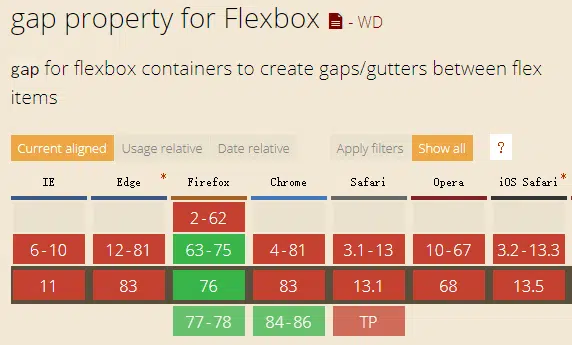 gap property for Flexbox - WD
gap for flexbox containers to create gaps/gutters between flex
items
Current aligned Usage relative Date relative Apply filters Show all ?
IE Edge * Firefox Chrome Safari Opera iOS Safari *
2-62
6-10 12-81 63-75 4-81 3.1-13 10-67 3.2-13.3
11 83 76 83 13.1 68 13.5
77-78 84-86 TP